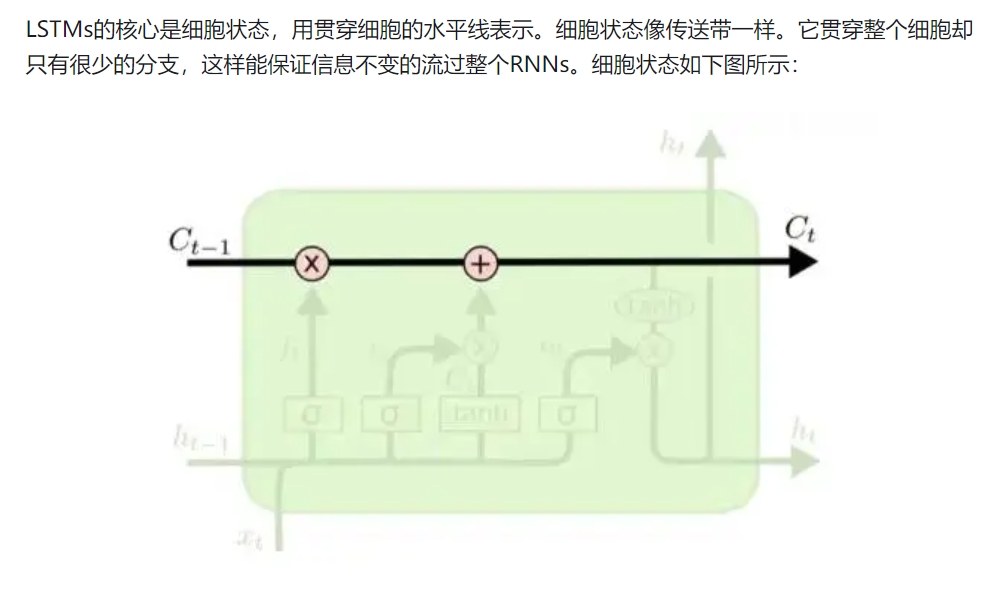 LSTMs的核心是细胞状态，用贯穿细胞的水平线表示。细胞状态像传送带一样。它贯穿整个细胞却
只有很少的分支，这样能保证信息不变的流过整个RNNs。细胞状态如下图所示：
h_t
C_{t-1}
C_t
×
+
tanh
f_t
×
×
σ
σ
tanh
σ
h_{t-1}
h_t
x_t